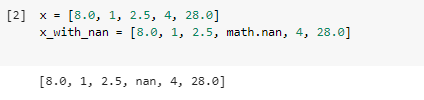 [2] x = [8.0, 1, 2.5, 4, 28.0]
x_with_nan = [8.0, 1, 2.5, math.nan, 4, 28.0]
[8.0, 1, 2.5, nan, 4, 28.0]